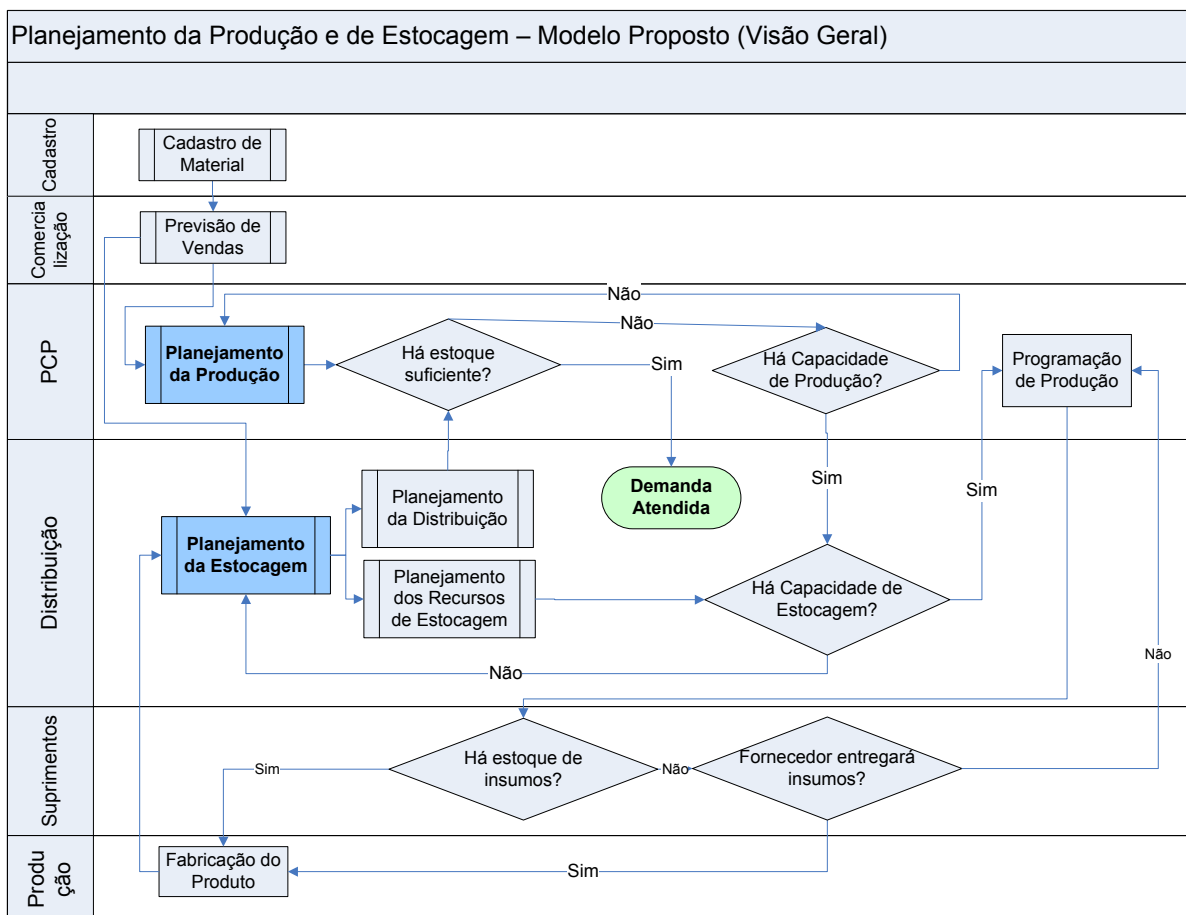 Planejamento da Produção e de Estocagem – Modelo Proposto (Visão Geral)
Cadastro
Cadastro de
Material
Comercia
lização
Previsão de
Vendas
PCP
Não
Não
Planejamento
da Produção
Há estoque
suficiente?
Sim
Há Capacidade
de Produção?
Programação
de Produção
Distribuição
Sim
Sim
Demanda
Atendida
Planejamento
da Distribuição
Planejamento
da Estocagem
Planejamento
dos Recursos
de Estocagem
Há Capacidade de
Estocagem?
Não
Não
Suprimentos
Sim
Há estoque de
insumos?
Não
Fornecedor entregará
insumos?
Produ
ção
Fabricação do
Produto
Sim